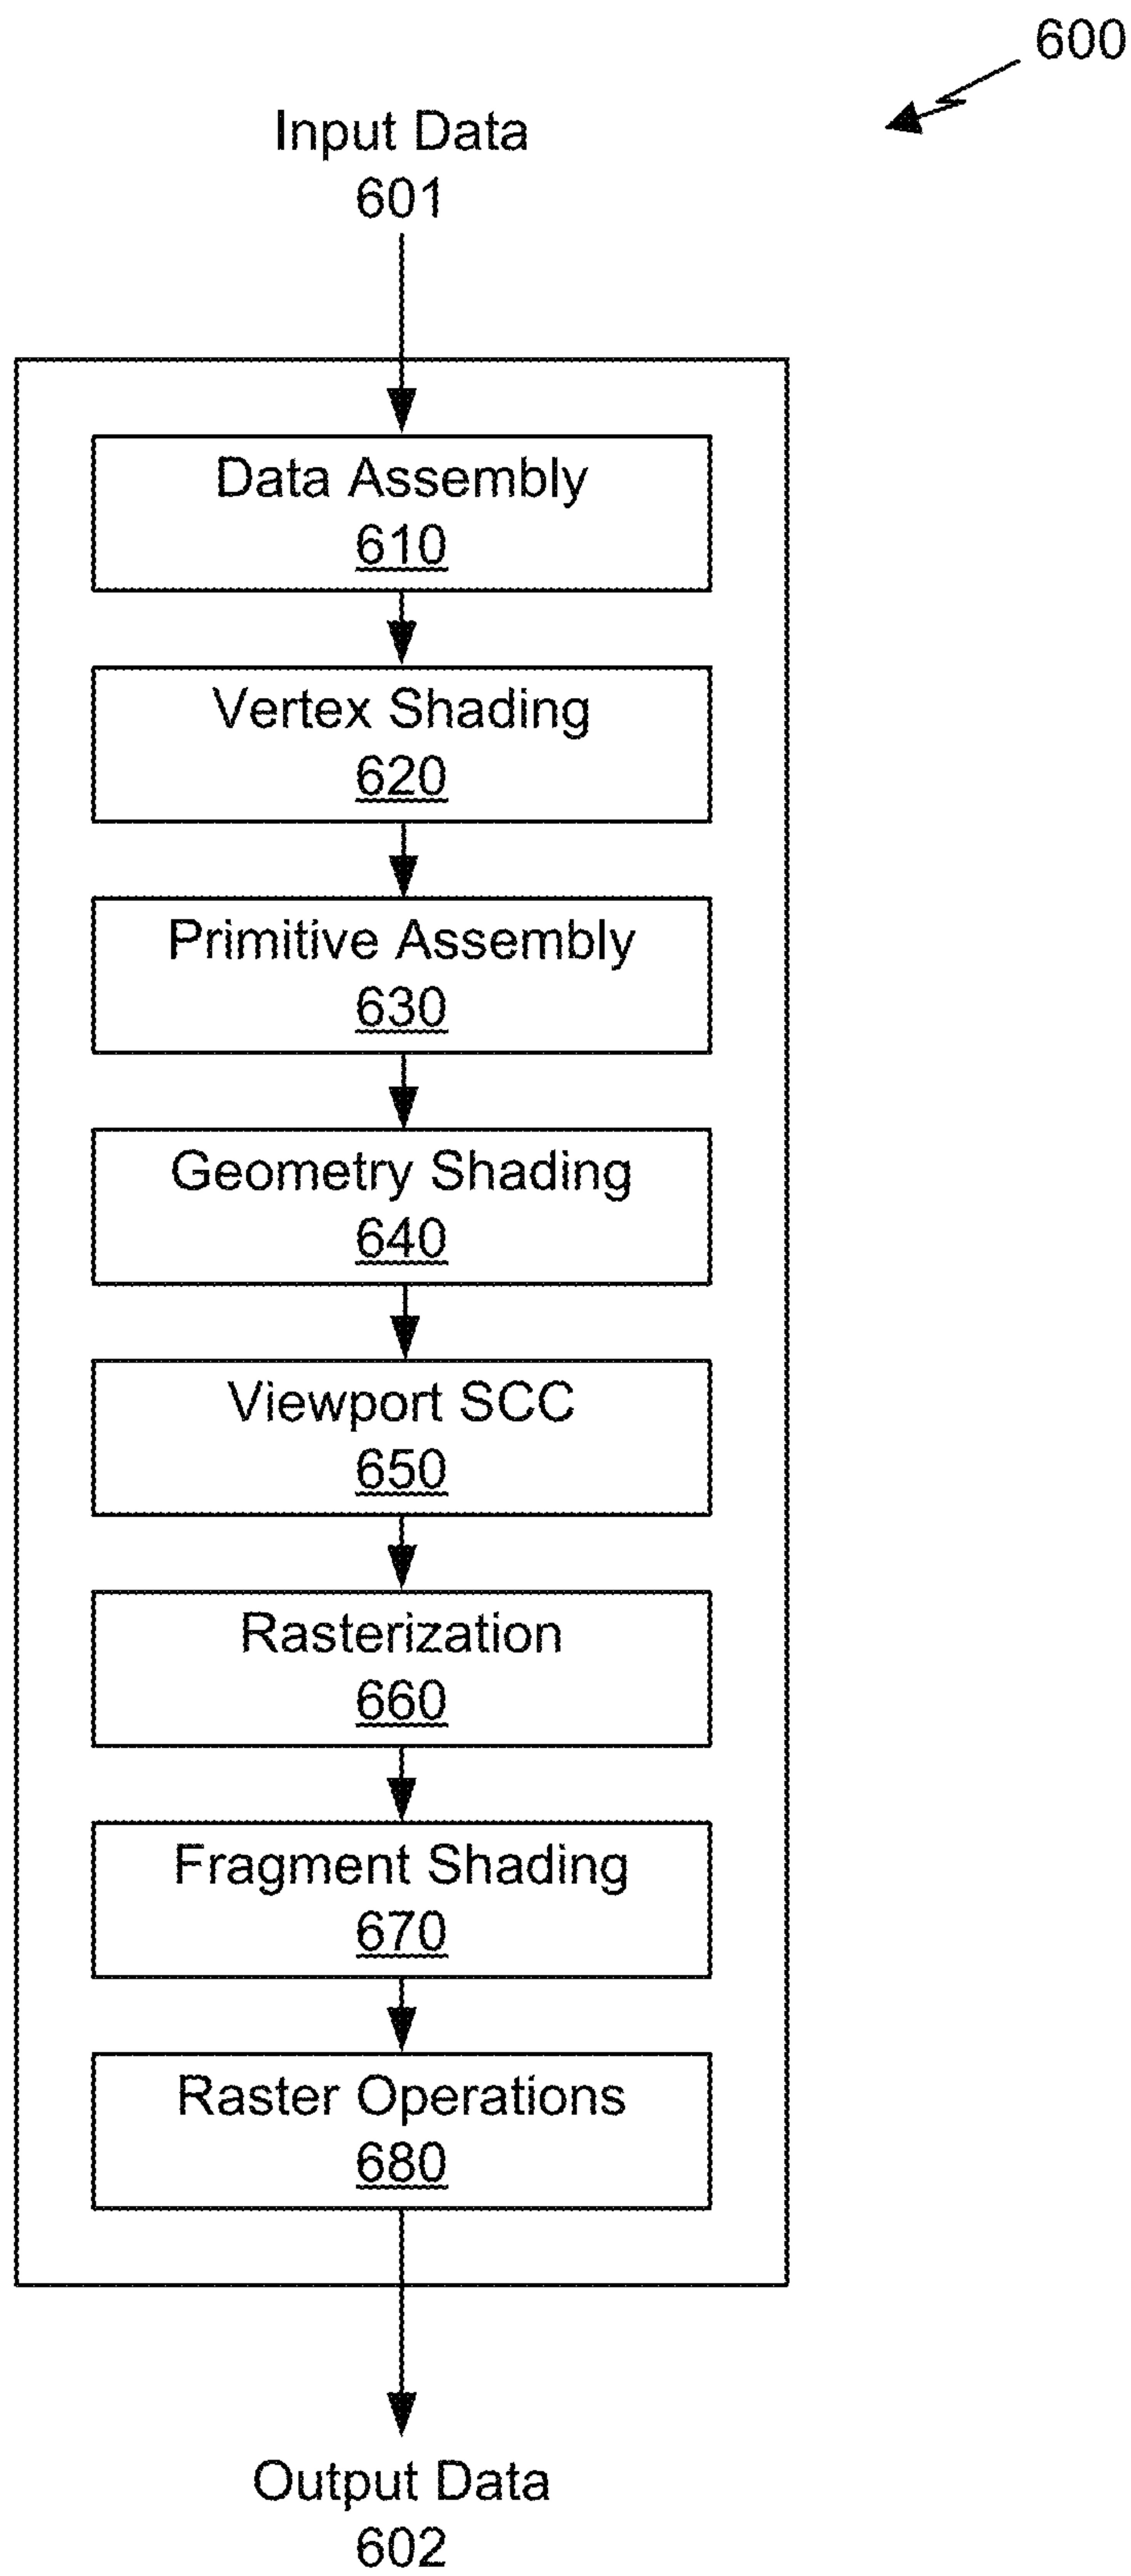 600
Input Data
601
Data Assembly
610
Vertex Shading
620
Primitive Assembly
630
Geometry Shading
640
Viewport SCC
650
Rasterization
660
Fragment Shading
670
Raster Operations
680
Output Data
602